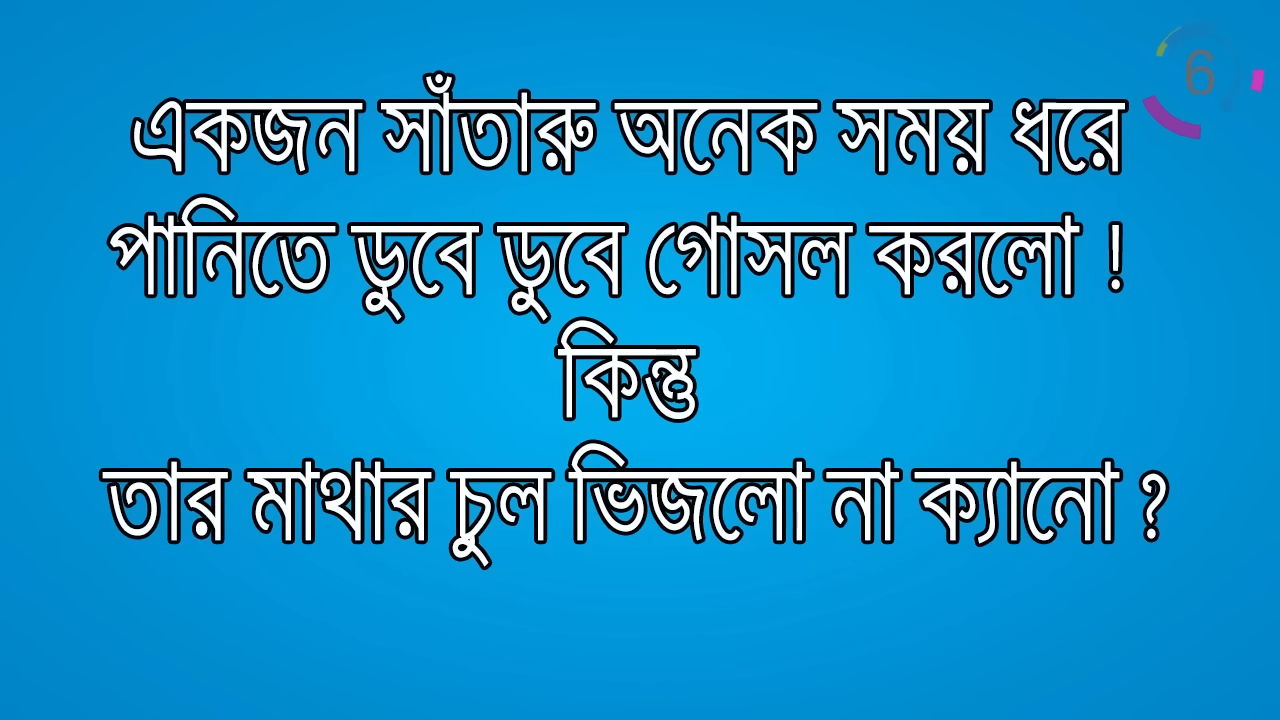 6
একজন সাঁতারু অনেক সময় ধরে
পানিতে ডুবে ডুবে গোসল করলো !
কিন্তু
তার মাথার চুল ভিজলো না ক্যানো ?